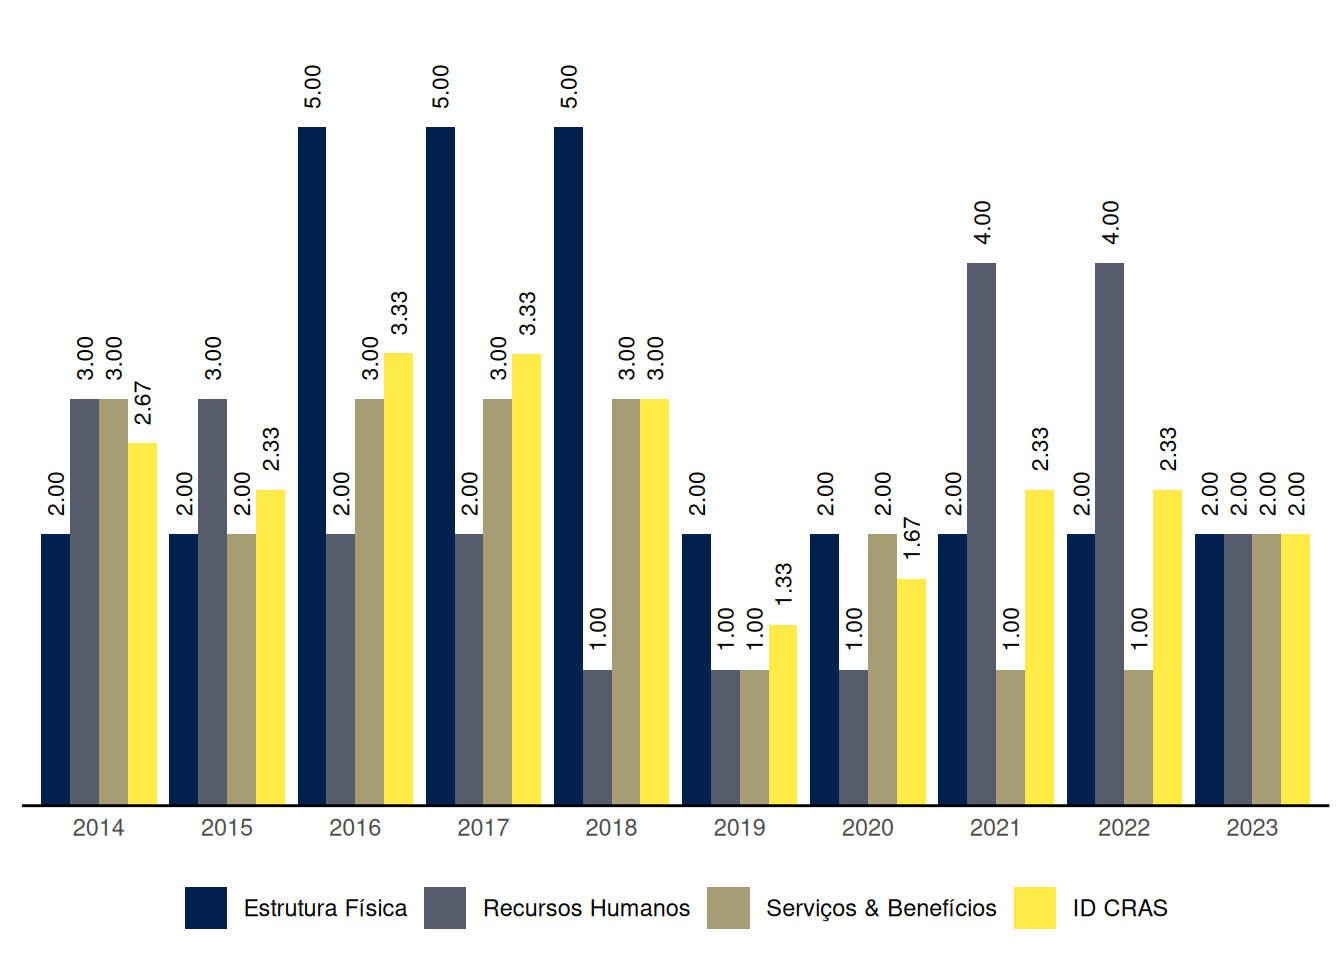 5.00 5.00 5.00
4.00 4.00
3.00 3.00 3.00 3.00 3.33 3.00 3.33 3.00 3.00
2.67
2.00 2.00 2.00 2.33 2.00 2.00 2.00 2.00 2.00 2.00 2.33 2.00 2.33 2.00 2.00 2.00 2.00
1.67
1.33
1.00 1.00 1.00 1.00 1.00 1.00
2014 2015 2016 2017 2018 2019 2020 2021 2022 2023
Estrutura Física Recursos Humanos Serviços & Benefícios ID CRAS